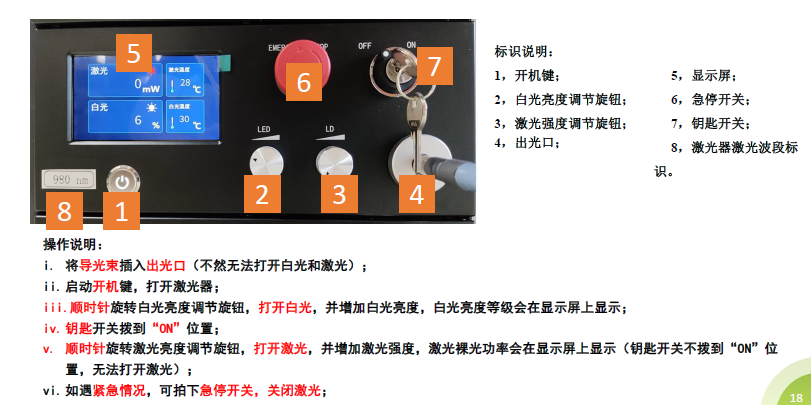 EMER
OP
OFF
ON
5
激光
0
mW
激光温度
28
℃
白光
6
%
白光温度
30
℃
6
7
LED
LD
980 nm
8
1
2
3
4
标识说明：
1，开机键；
5，显示屏；
2，白光亮度调节旋钮；
6，急停开关；
3，激光强度调节旋钮；
7，钥匙开关；
4，出光口；
8，激光器激光波段标
识。
操作说明：
i. 将导光束插入出光口（不然无法打开白光和激光）；
ii. 启动开机键，打开激光器；
iii. 顺时针旋转白光亮度调节旋钮，打开白光，并增加白光亮度，白光亮度等级会在显示屏上显示；
iv. 钥匙开关拨到“ON”位置；
v. 顺时针旋转激光亮度调节旋钮，打开激光，并增加激光强度，激光裸光功率会在显示屏上显示（钥匙开关不拨到“ON”位
置，无法打开激光）；
vi. 如遇紧急情况，可拍下急停开关，关闭激光；
18